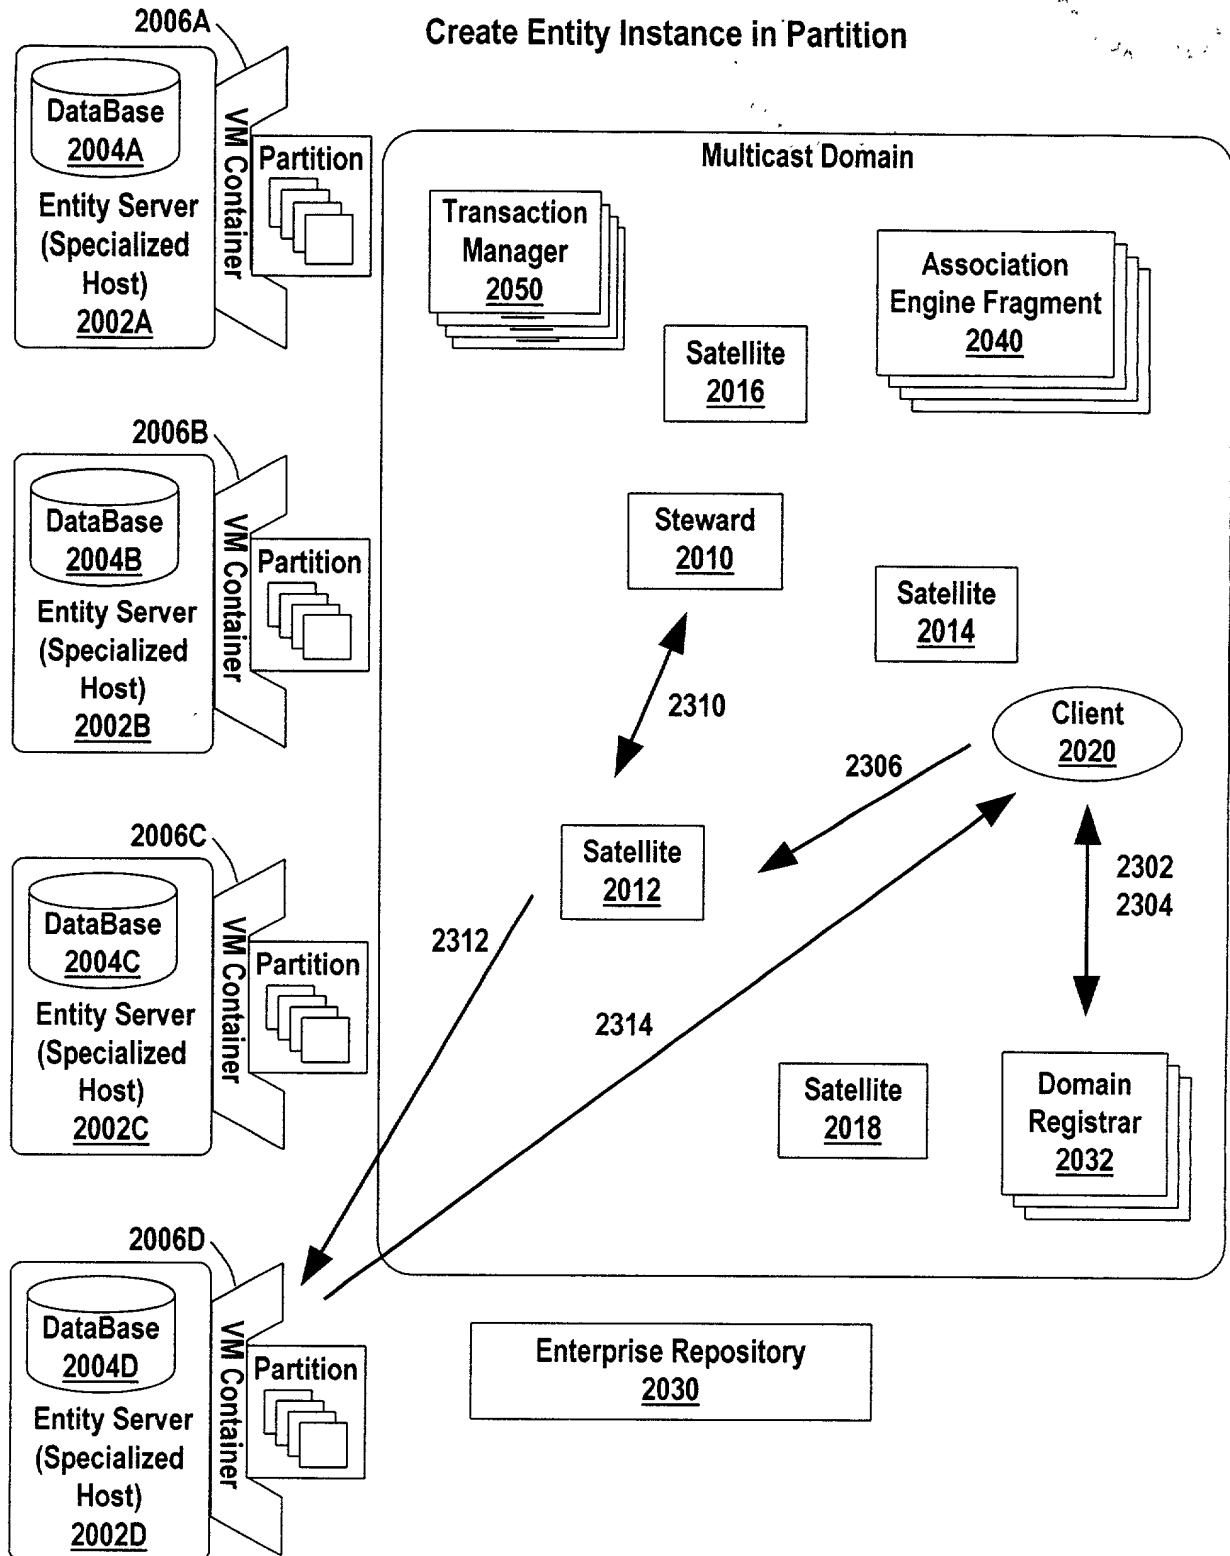 Create Entity Instance in Partition
2006A
DataBase
2004A
Entity Server
(Specialized
Host)
2002A
VM Container
Partition
2006B
DataBase
2004B
Entity Server
(Specialized
Host)
2002B
VM Container
Partition
2006C
DataBase
2004C
Entity Server
(Specialized
Host)
2002C
VM Container
Partition
2006D
DataBase
2004D
Entity Server
(Specialized
Host)
2002D
VM Container
Partition
Multicast Domain
Transaction
Manager
2050
Association
Engine Fragment
2040
Satellite
2016
Steward
2010
Satellite
2014
2310
Client
2020
2306
Satellite
2012
2302
2304
2312
2314
Satellite
2018
Domain
Registrar
2032
Enterprise Repository
2030